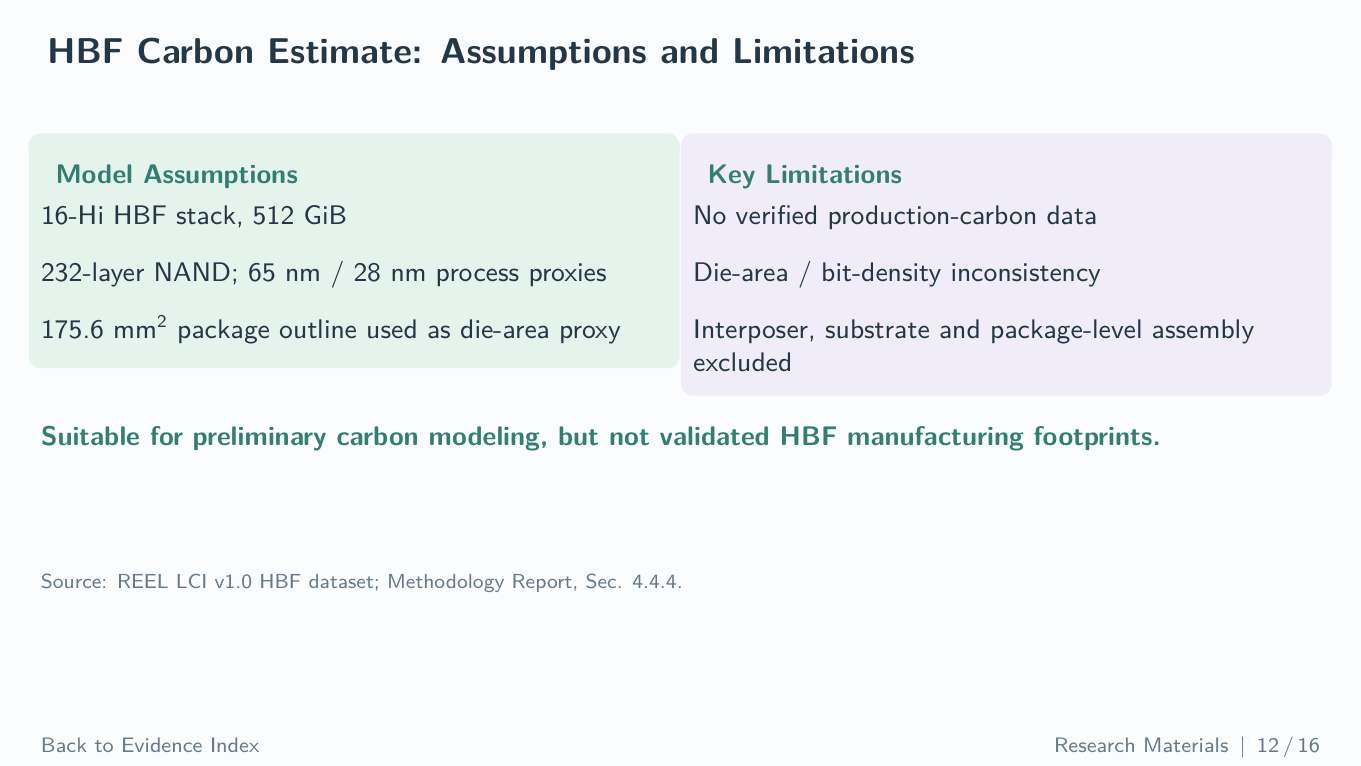 HBF Carbon Estimate: Assumptions and Limitations
Model Assumptions
16-Hi HBF stack, 512 GiB
232-layer NAND; 65 nm / 28 nm process proxies
175.6 mm² package outline used as die-area proxy
Key Limitations
No verified production-carbon data
Die-area / bit-density inconsistency
Interposer, substrate and package-level assembly
excluded
Suitable for preliminary carbon modeling, but not validated HBF manufacturing footprints.
Source: REEL LCI v1.0 HBF dataset; Methodology Report, Sec. 4.4.4.
Back to Evidence Index
Research Materials | 12 / 16